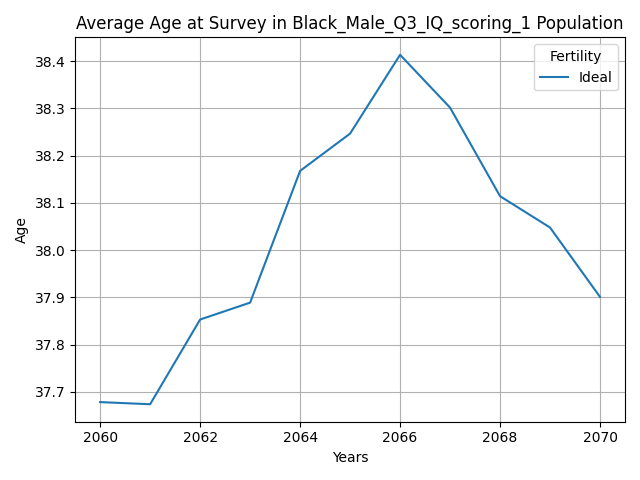 Average Age at Survey in Black_Male_Q3_IQ_scoring_1 Population
Fertility
Ideal
38.4
38.3
38.2
38.1
38.0
37.9
37.8
37.7
Age
2060
2062
2064
2066
2068
2070
Years